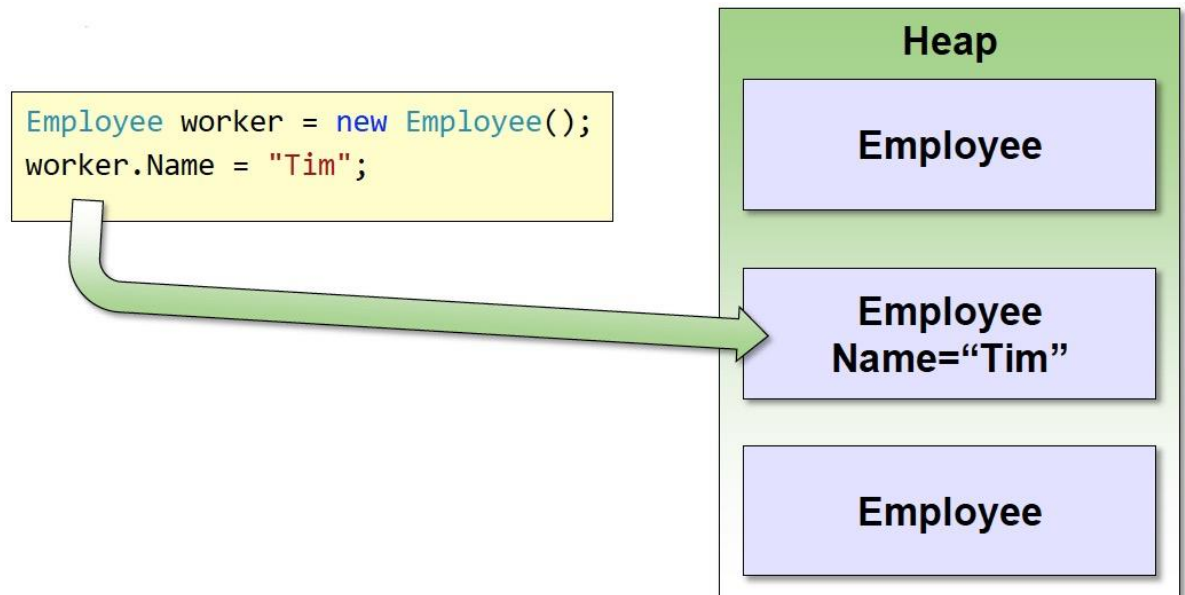 Employee worker = new Employee();
worker.Name = "Tim";
Heap
Employee
Employee
Name=“Tim”
Employee